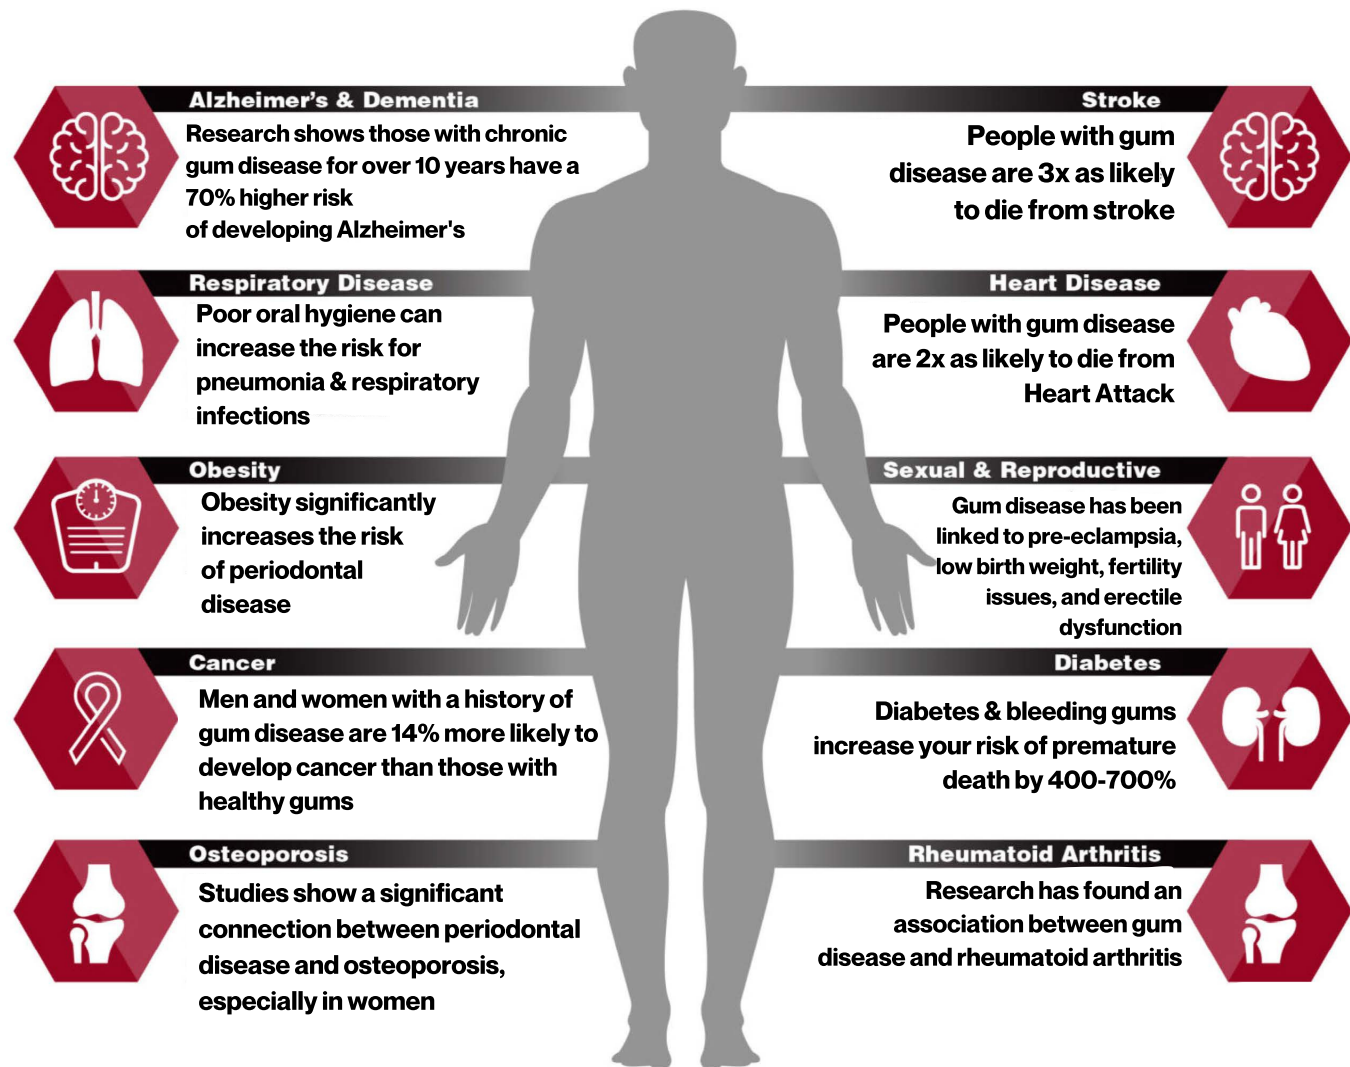 Alzheimer's & Dementia
Research shows those with chronic
gum disease for over 10 years have a
70% higher risk
of developing Alzheimer's
Respiratory Disease
Poor oral hygiene can
increase the risk for
pneumonia & respiratory
infections
Obesity
Obesity significantly
increases the risk
of periodontal
disease
Cancer
Men and women with a history of
gum disease are 14% more likely to
develop cancer than those with
healthy gums
Osteoporosis
Studies show a significant
connection between periodontal
disease and osteoporosis,
especially in women
Stroke
People with gum
disease are 3x as likely
to die from stroke
Heart Disease
People with gum disease
are 2x as likely to die from
Heart Attack
Sexual & Reproductive
Gum disease has been
linked to pre-eclampsia,
low birth weight, fertility
issues, and erectile
dysfunction
Diabetes
Diabetes & bleeding gums
increase your risk of premature
death by 400-700%
Rheumatoid Arthritis
Research has found an
association between gum
disease and rheumatoid arthritis